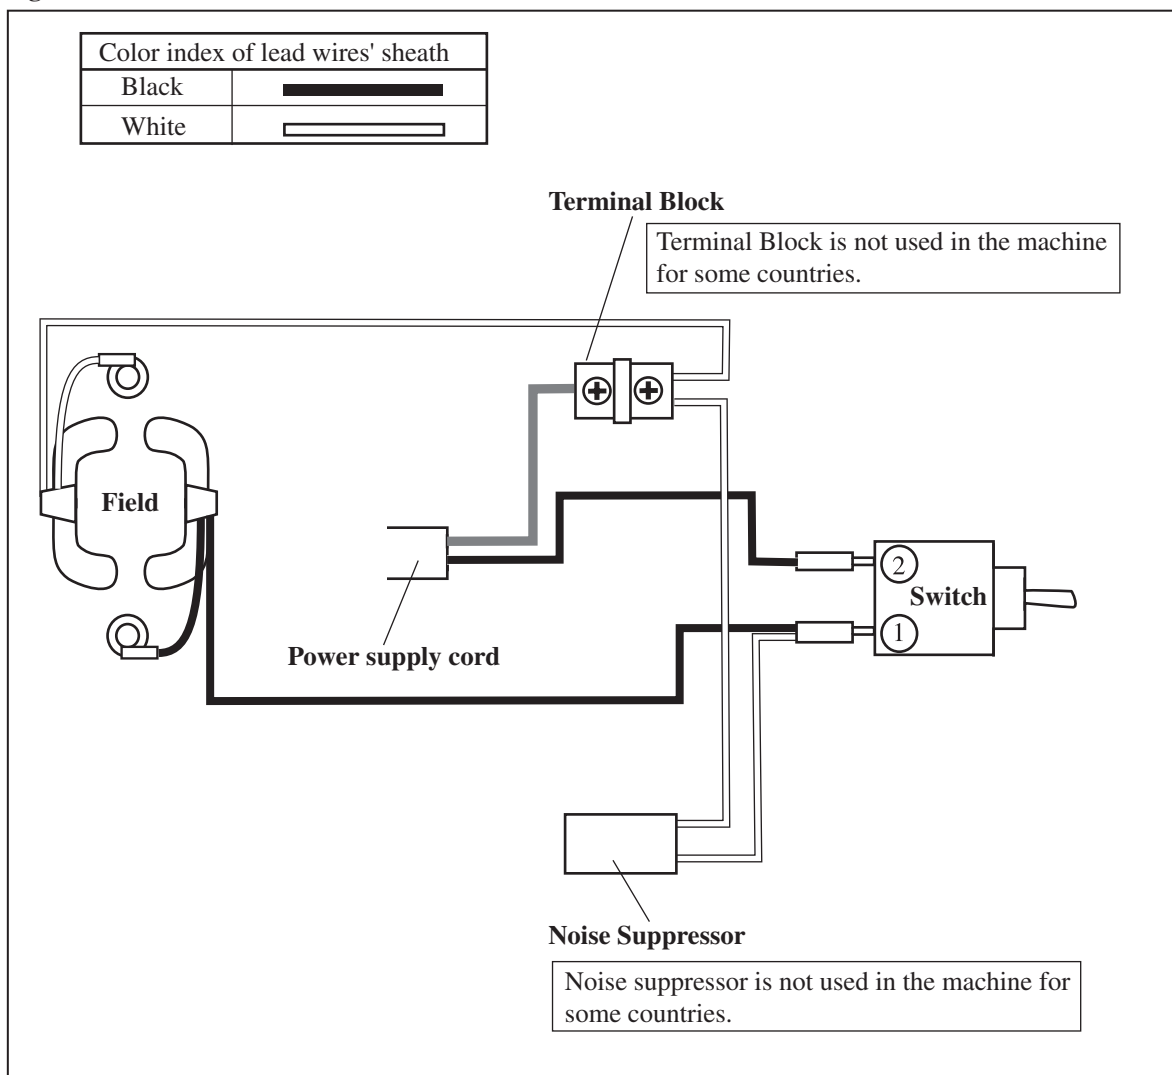 Color index of lead wires' sheath
Black
White
Terminal Block
Terminal Block is not used in the machine
for some countries.
Field
Power supply cord
2
Switch
1
Noise Suppressor
Noise suppressor is not used in the machine for
some countries.